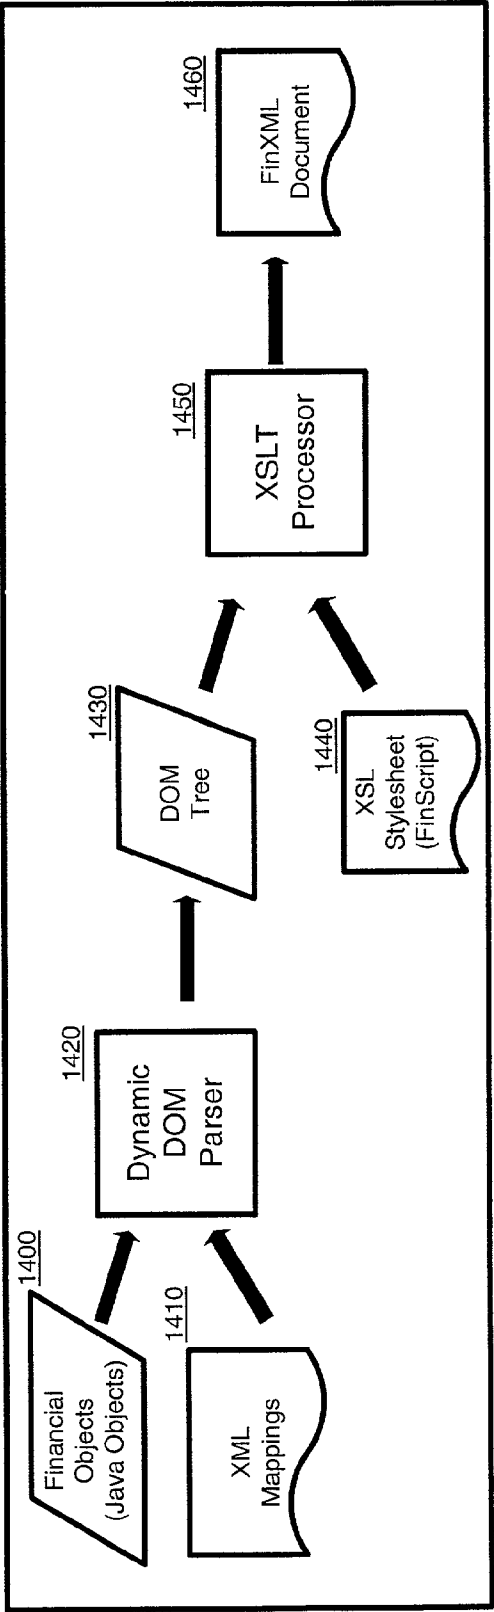 1400
Financial
Objects
(Java Objects)
1410
XML
Mappings
1420
Dynamic
DOM
Parser
1430
DOM
Tree
1440
XSL
Stylesheet
(FinScript)
1450
XSLT
Processor
1460
FinXML
Document